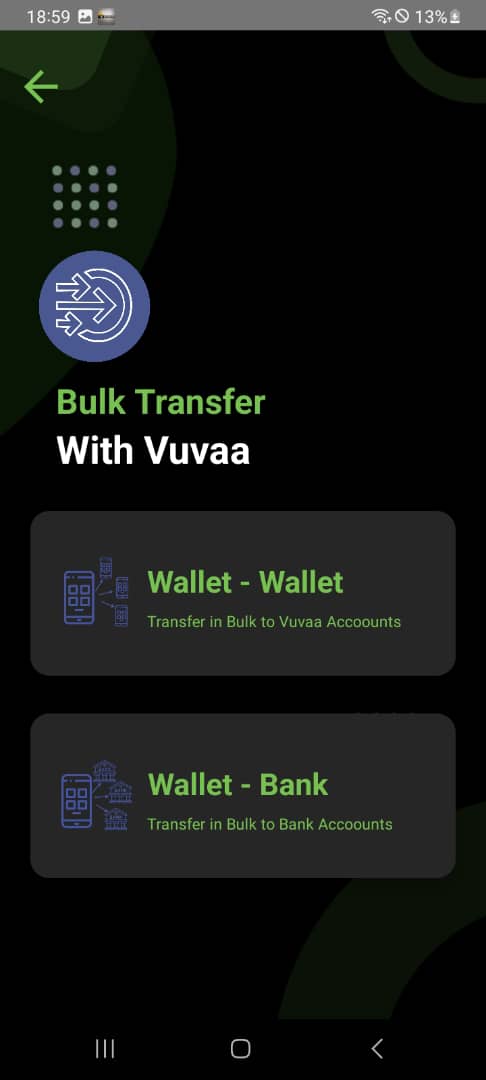 18:59
13%
Bulk Transfer
With Vuvaa
Wallet - Wallet
Transfer in Bulk to Vuvaa Accoounts
Wallet - Bank
Transfer in Bulk to Bank Accoounts